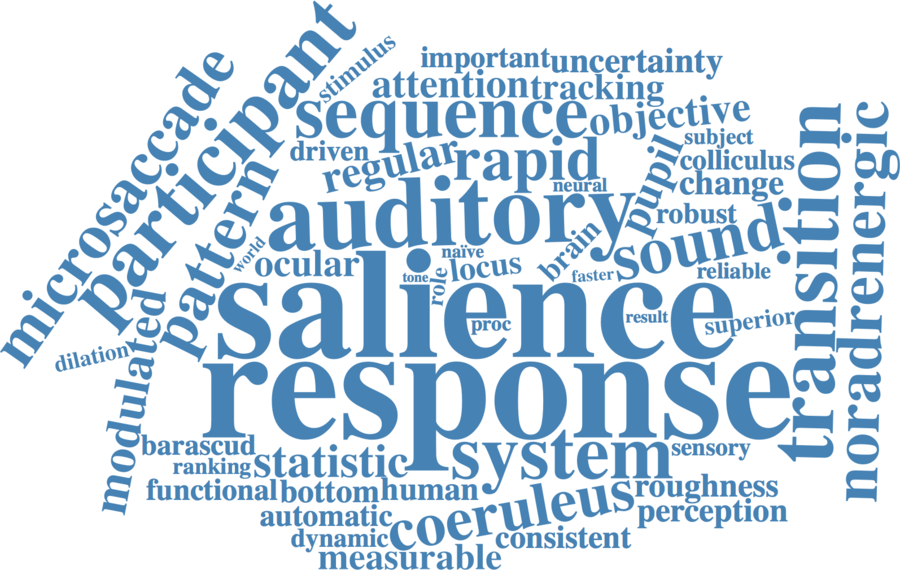 important
uncertainty
stimulus
attention
tracking
participant
microsaccade
sequence
objective
driven
regular
rapid
pupil
subject
colliculus
transition
noradrenergic
change
neural
pattern
auditory
robust
world
ocular
naïve
locus
brain
sound
tone
role
faster
reliable
salience
proc
result
superior
dilation
modulated
response
barascud
ranking
statistic
system
sensory
functional
bottom
human
coeruleus
roughness
automatic
perception
dynamic
consistent
measurable